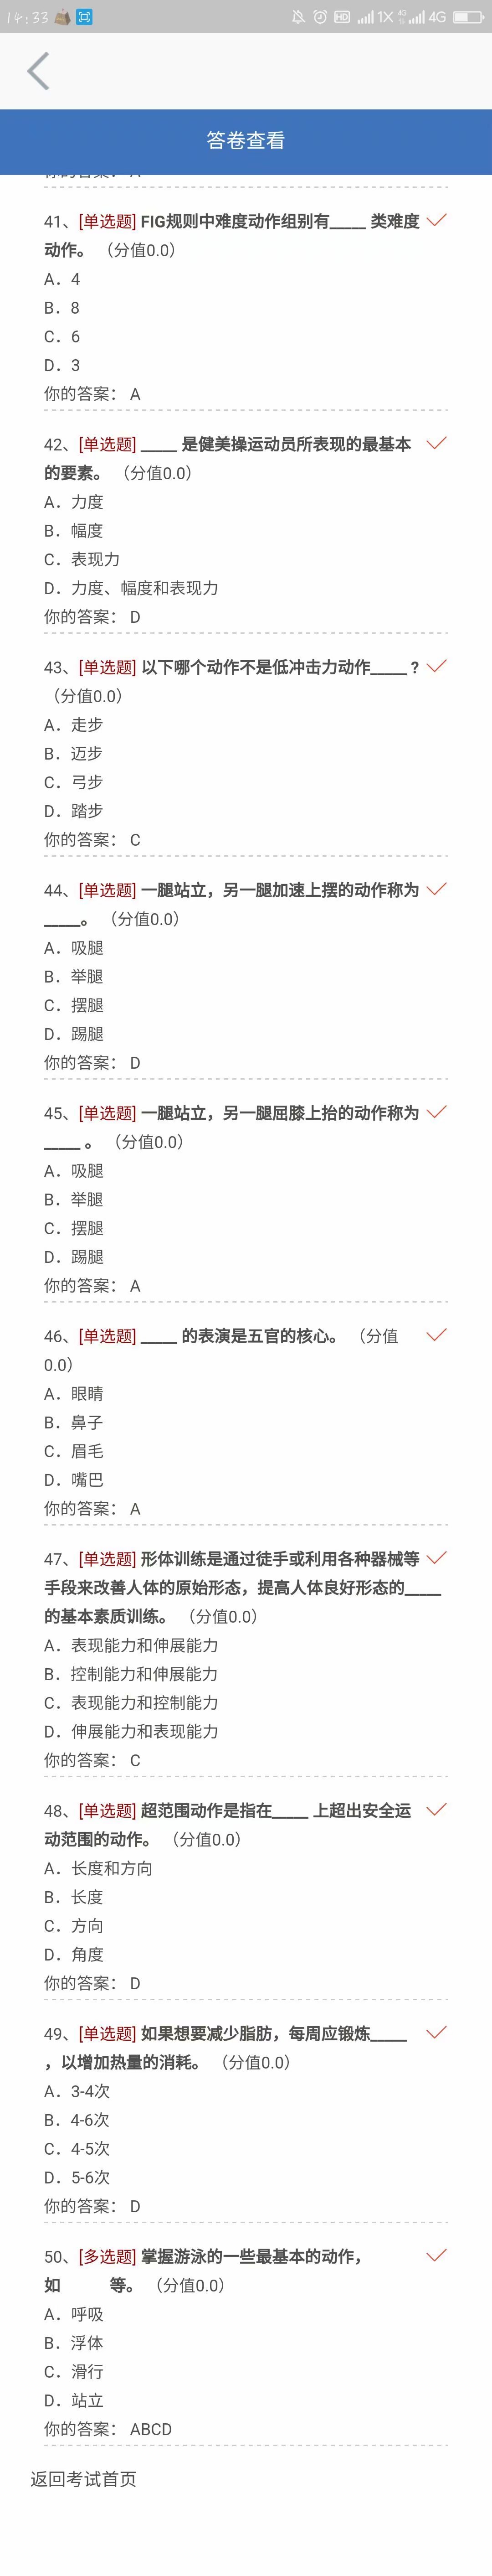 14:33 HD 1X 4G 4G
答卷查看
你的答案： A
41、[单选题] FIG规则中难度动作组别有____ 类难度
动作。 （分值0.0）
A．4
B．8
C．6
D．3
你的答案： A
42、[单选题] ____ 是健美操运动员所表现的最基本
的要素。 （分值0.0）
A．力度
B．幅度
C．表现力
D．力度、幅度和表现力
你的答案： D
43、[单选题] 以下哪个动作不是低冲击力动作____ ?
（分值0.0）
A．走步
B．迈步
C．弓步
D．踏步
你的答案： C
44、[单选题] 一腿站立，另一腿加速上摆的动作称为
____。 （分值0.0）
A．吸腿
B．举腿
C．摆腿
D．踢腿
你的答案： D
45、[单选题] 一腿站立，另一腿屈膝上抬的动作称为
____ 。 （分值0.0）
A．吸腿
B．举腿
C．摆腿
D．踢腿
你的答案： A
46、[单选题] ____ 的表演是五官的核心。 （分值
0.0）
A．眼睛
B．鼻子
C．眉毛
D．嘴巴
你的答案： A
47、[单选题] 形体训练是通过徒手或利用各种器械等
手段来改善人体的原始形态，提高人体良好形态的____
的基本素质训练。 （分值0.0）
A．表现能力和伸展能力
B．控制能力和伸展能力
C．表现能力和控制能力
D．伸展能力和表现能力
你的答案： C
48、[单选题] 超范围动作是指在____ 上超出安全运
动范围的动作。 （分值0.0）
A．长度和方向
B．长度
C．方向
D．角度
你的答案： D
49、[单选题] 如果想要减少脂肪，每周应锻炼____
，以增加热量的消耗。 （分值0.0）
A．3-4次
B．4-6次
C．4-5次
D．5-6次
你的答案： D
50、[多选题] 掌握游泳的一些最基本的动作，
如 等。 （分值0.0）
A．呼吸
B．浮体
C．滑行
D．站立
你的答案： ABCD
返回考试首页